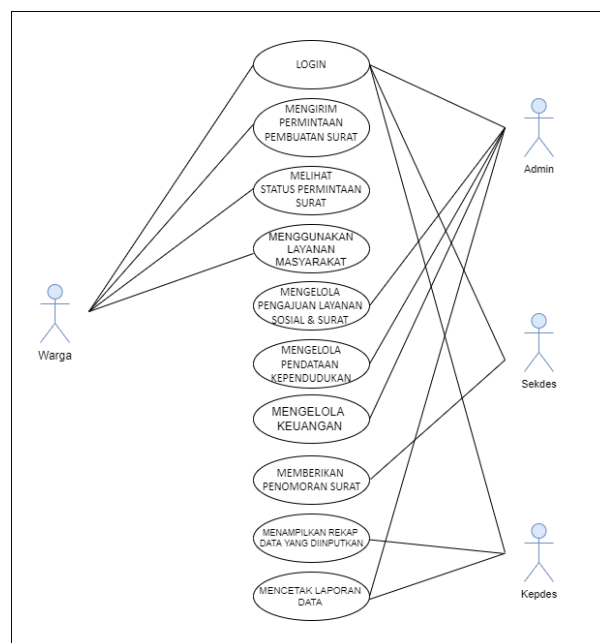 LOGIN
MENGIRIM
PERMINTAAN
PEMBUATAN SURAT
Admin
MELIHAT
STATUS PERMINTAAN
SURAT
MENGGUNAKAN
LAYANAN
MASYARAKAT
MENGELOLA
PENGAJUAN LAYANAN
SOSIAL & SURAT
Warga
MENGELOLA
PENDATAAN
KEPENDUDUKAN
Sekdes
MENGELOLA
KEUANGAN
MEMBERIKAN
PENOMORAN SURAT
MENAMPILKAN REKAP
DATA YANG DIINPUTKAN
MENCETAK LAPORAN
DATA
Kepdes